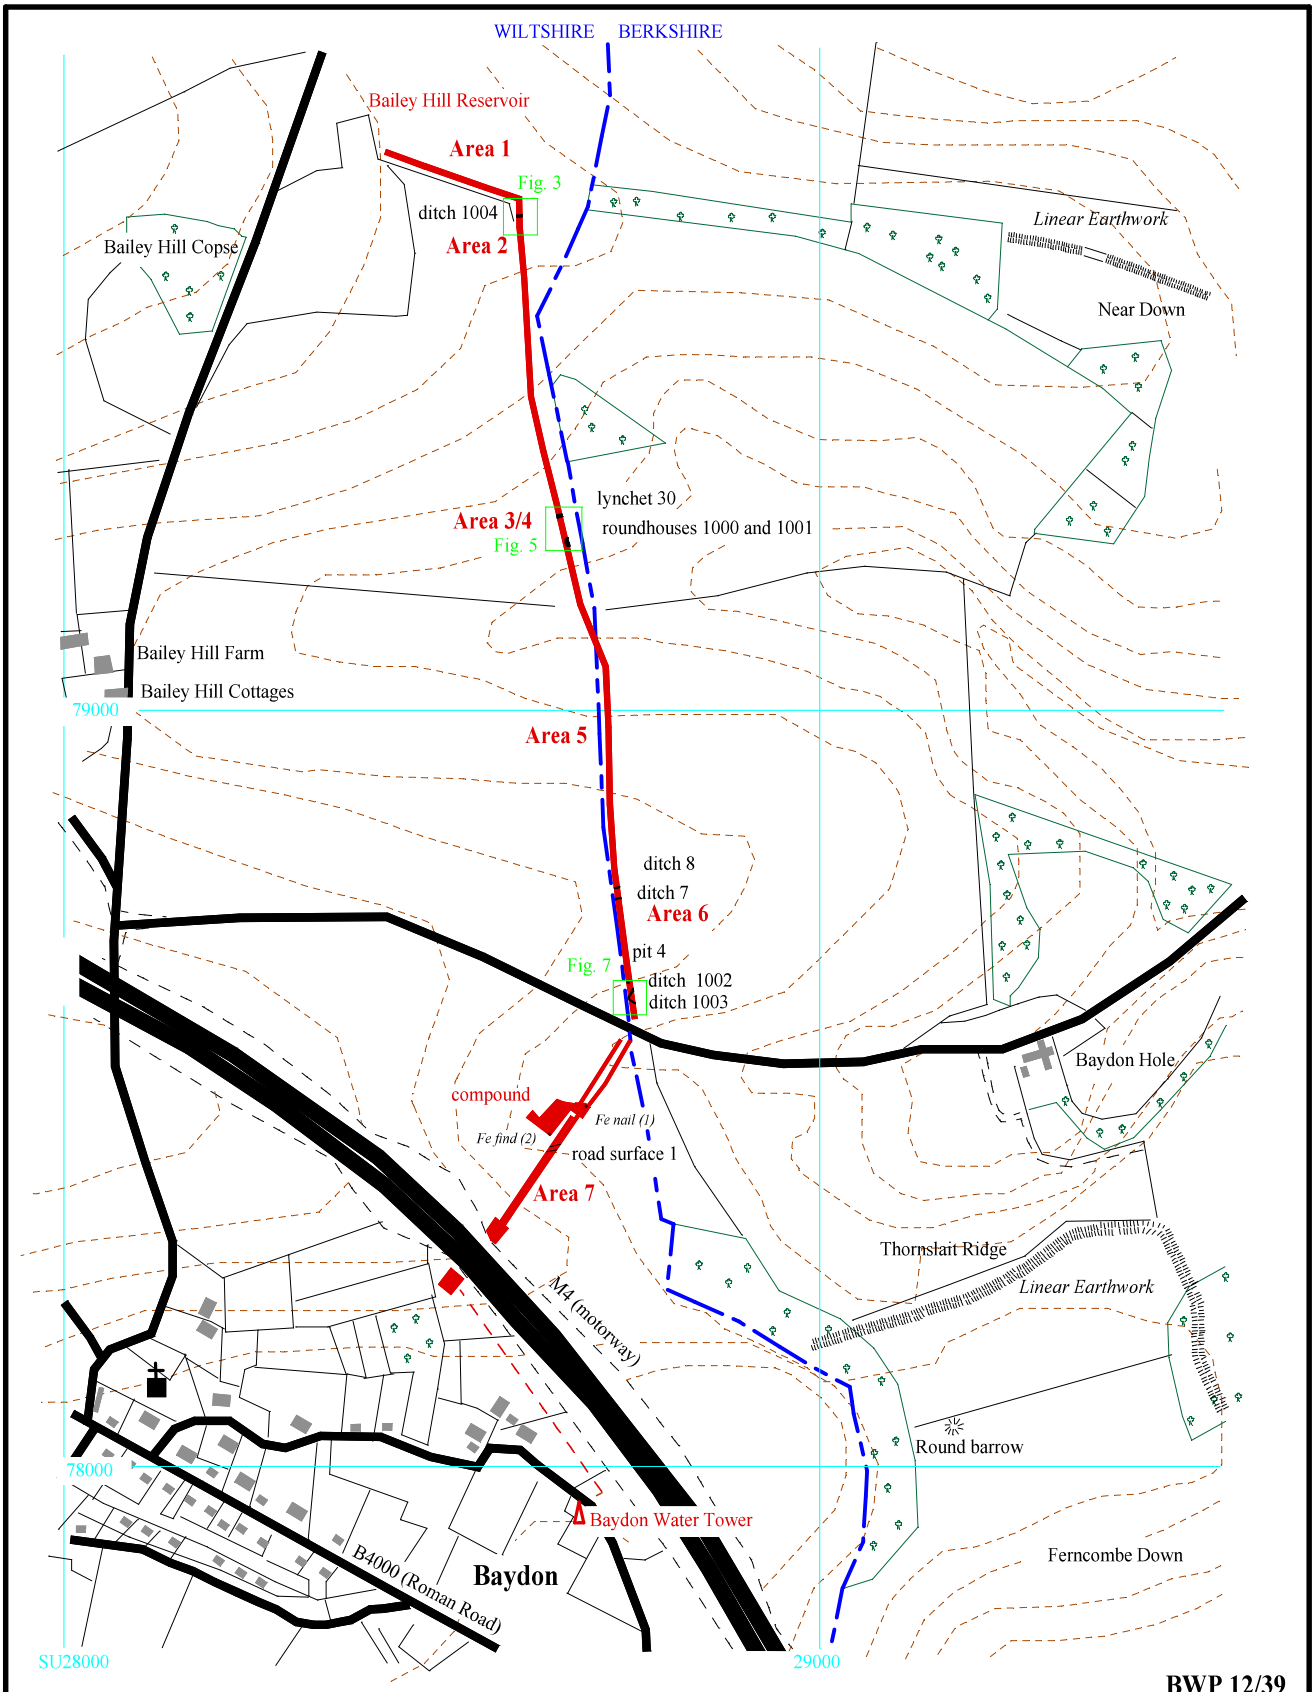 WILTSHIRE BERKSHIRE
Bailey Hill Reservoir
Area 1
Fig. 3
ditch 1004
Linear Earthwork
Bailey Hill Copse
Area 2
Near Down
lynchet 30
Area 3/4
roundhouses 1000 and 1001
Fig. 5
Bailey Hill Farm
Bailey Hill Cottages
79000
Area 5
ditch 8
ditch 7
Area 6
pit 4
Fig. 7
ditch 1002
ditch 1003
Baydon Hole
compound
Fe nail (1)
Fe find (2)
road surface 1
Area 7
Thornslait Ridge
Linear Earthwork
M4 (motorway)
Round barrow
78000
Baydon Water Tower
Ferncombe Down
B4000 (Roman Road)
Baydon
SU28000
29000
BWP 12/39